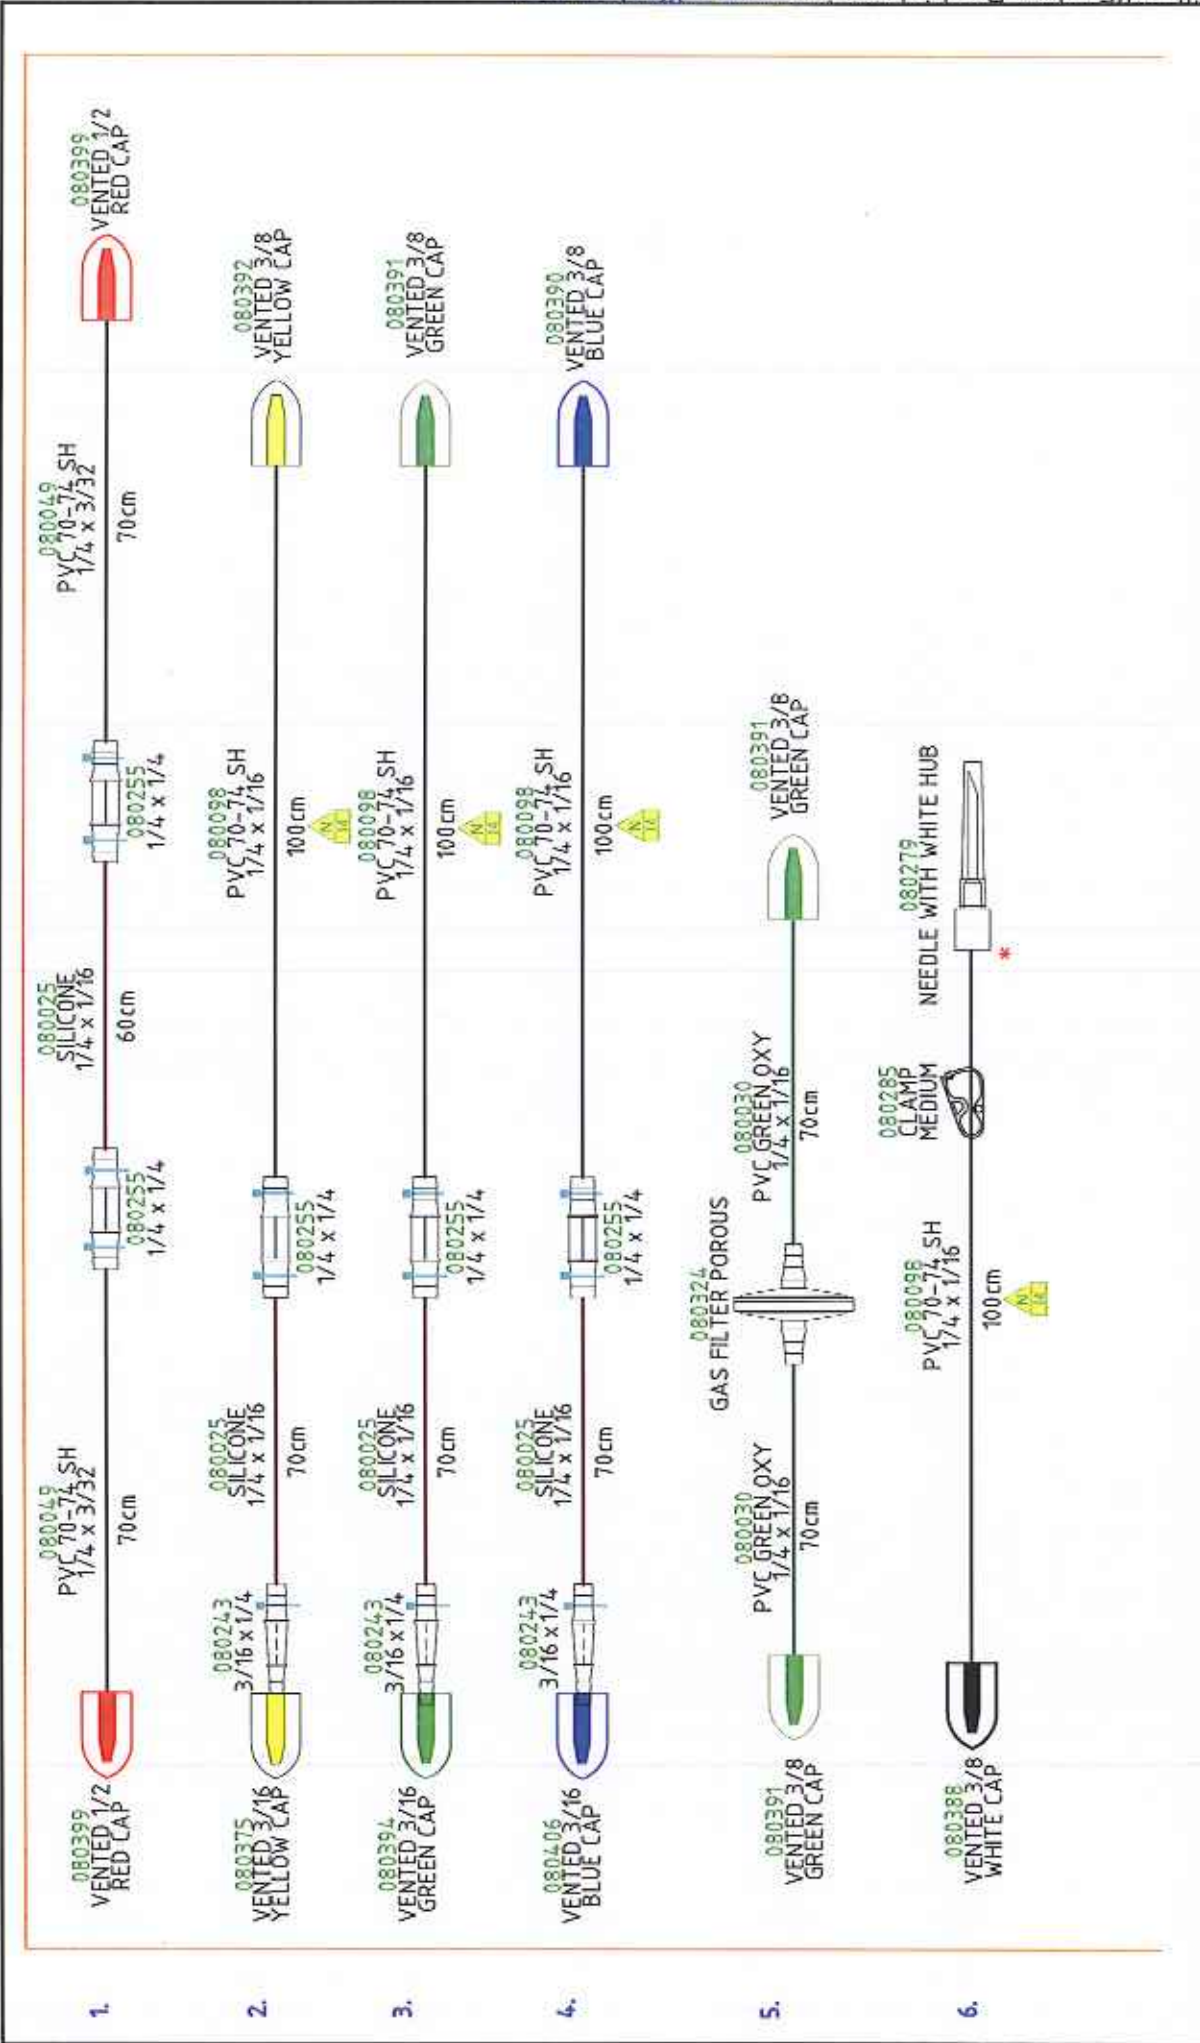 1.
080399
VENTED 1/2
RED CAP
080049
PVC 70-74 SH
1/4 x 3/32
70cm
080255
1/4 x 1/4
080025
SILICONE
1/4 x 1/16
60cm
080255
1/4 x 1/4
080049
PVC 70-74 SH
1/4 x 3/32
70cm
080399
VENTED 1/2
RED CAP
2.
080375
VENTED 3/16
YELLOW CAP
080243
3/16 x 1/4
080025
SILICONE
1/4 x 1/16
70cm
080255
1/4 x 1/4
080098
PVC 70-74 SH
1/4 x 1/16
100cm
N
14
080392
VENTED 3/8
YELLOW CAP
3.
080394
VENTED 3/16
GREEN CAP
080243
3/16 x 1/4
080025
SILICONE
1/4 x 1/16
70cm
080255
1/4 x 1/4
080098
PVC 70-74 SH
1/4 x 1/16
100cm
N
14
080391
VENTED 3/8
GREEN CAP
4.
080406
VENTED 3/16
BLUE CAP
080243
3/16 x 1/4
080025
SILICONE
1/4 x 1/16
70cm
080255
1/4 x 1/4
080098
PVC 70-74 SH
1/4 x 1/16
100cm
N
14
080390
VENTED 3/8
BLUE CAP
5.
080391
VENTED 3/8
GREEN CAP
080030
PVC GREEN OXY
1/4 x 1/16
70cm
080324
GAS FILTER POROUS
080030
PVC GREEN OXY
1/4 x 1/16
70cm
080391
VENTED 3/8
GREEN CAP
6.
080388
VENTED 3/8
WHITE CAP
080098
PVC 70-74 SH
1/4 x 1/16
100cm
N
14
080285
CLAMP
MEDIUM
080279
NEEDLE WITH WHITE HUB
*